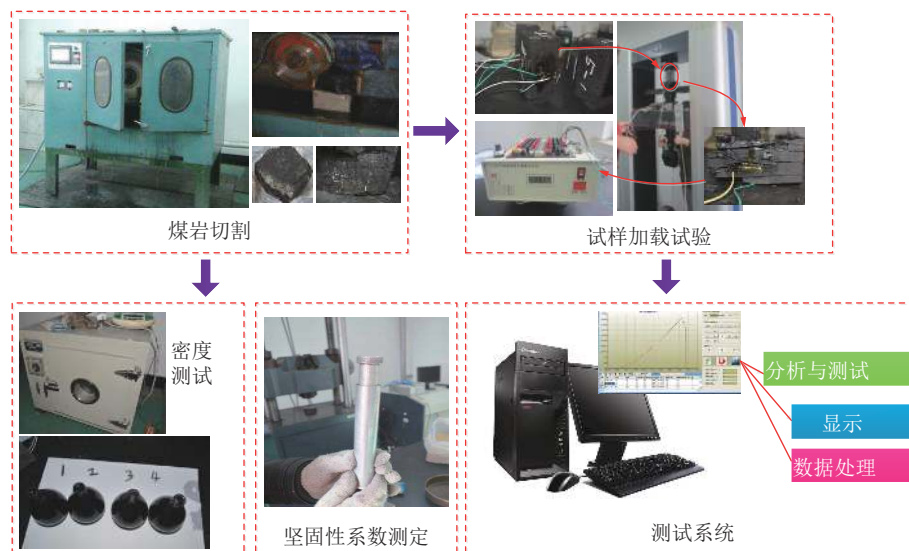 煤岩切割
试样加载试验
密度
测试
1 2 3 4
坚固性系数测定
分析与测试
显示
数据处理
测试系统